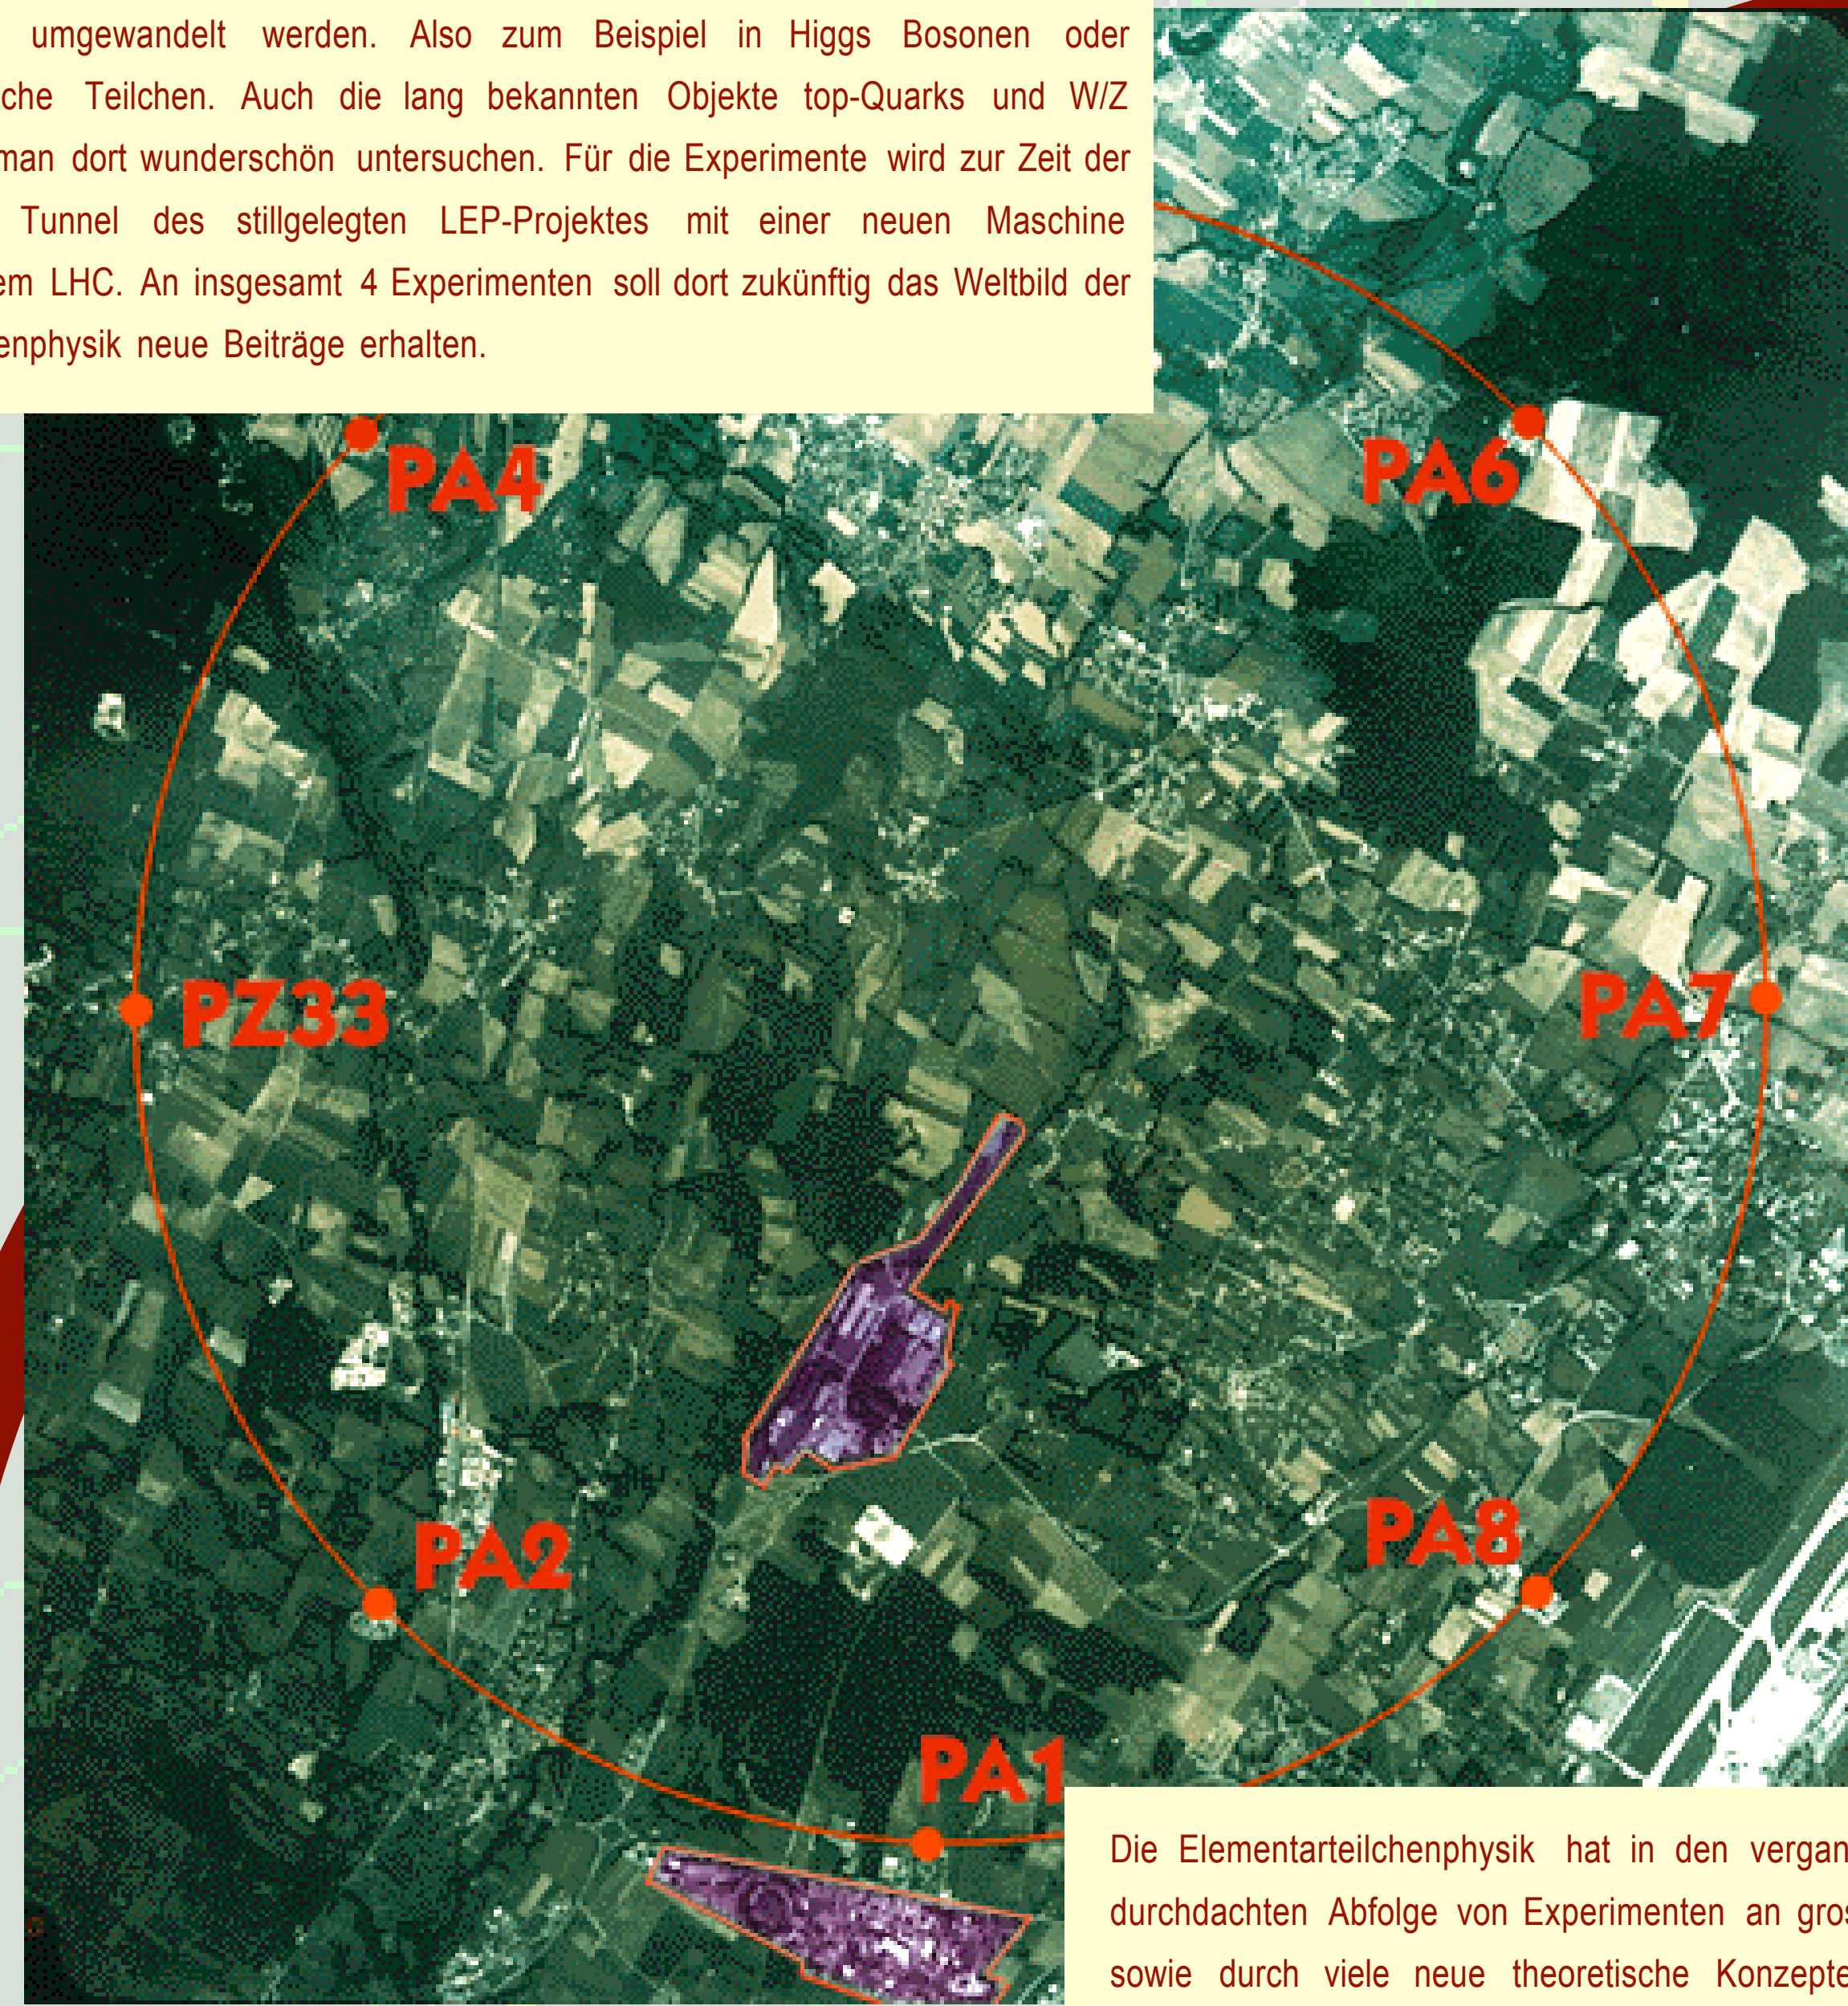 umgewandelt werden. Also zum Beispiel in Higgs Bosonen oder
che Teilchen. Auch die lang bekannten Objekte top-Quarks und W/Z
man dort wunderschön untersuchen. Für die Experimente wird zur Zeit der
Tunnel des stillgelegten LEP-Projektes mit einer neuen Maschine
em LHC. An insgesamt 4 Experimenten soll dort zukünftig das Weltbild der
enphysik neue Beiträge erhalten.
PA4
PA6
PZ33
PA7
PA2
PA8
PA1
Die Elementarteilchenphysik hat in den vergan
durchdachten Abfolge von Experimenten an gros
sowie durch viele neue theoretische Konzepte